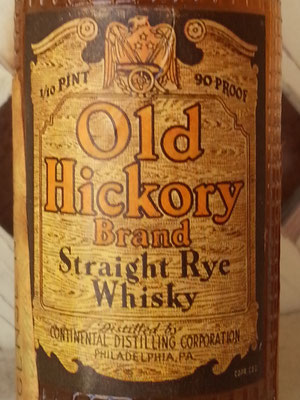 1/10 PINT 90 PROOF
Old
Hickory
Brand
Straight Rye
Whisky
Distilled by
CONTINENTAL DISTILLING CORPORATION
PHILADELPHIA, PA.